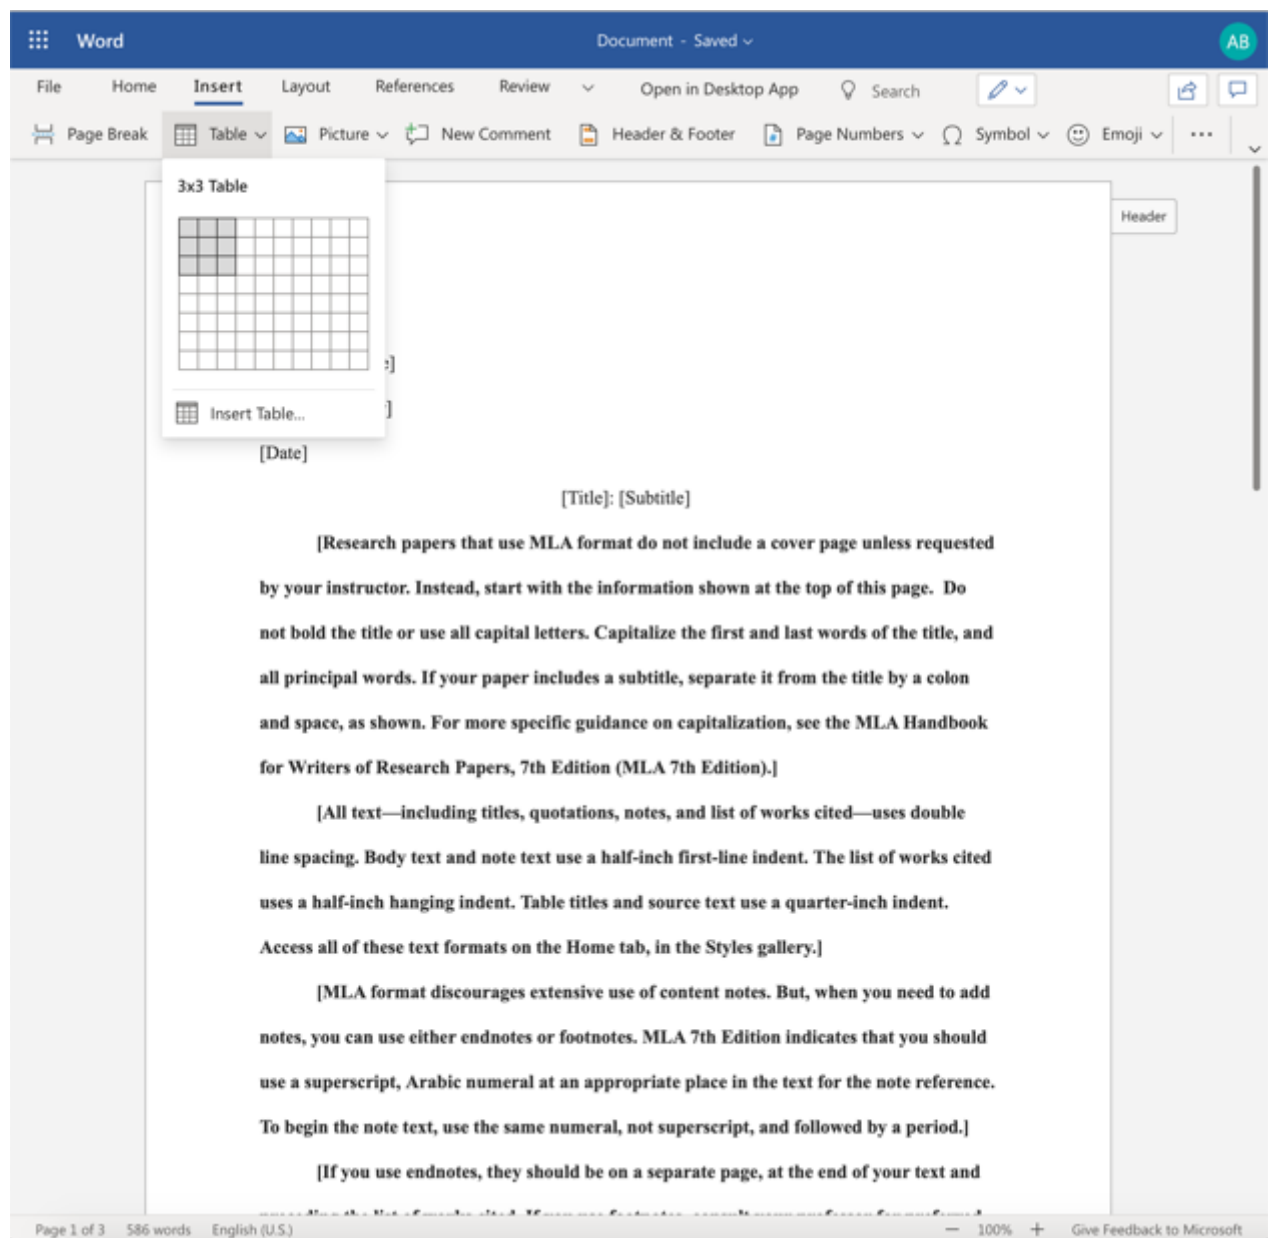 Word
Document - Saved
AB
File Home Insert Layout References Review Open in Desktop App Search
Page Break Table Picture New Comment Header & Footer Page Numbers Symbol Emoji ...
3x3 Table
Header
e]
Insert Table...
]
[Date]
[Title]: [Subtitle]
[Research papers that use MLA format do not include a cover page unless requested
by your instructor. Instead, start with the information shown at the top of this page.  Do
not bold the title or use all capital letters. Capitalize the first and last words of the title, and
all principal words. If your paper includes a subtitle, separate it from the title by a colon
and space, as shown. For more specific guidance on capitalization, see the MLA Handbook
for Writers of Research Papers, 7th Edition (MLA 7th Edition).]
[All text—including titles, quotations, notes, and list of works cited—uses double
line spacing. Body text and note text use a half-inch first-line indent. The list of works cited
uses a half-inch hanging indent. Table titles and source text use a quarter-inch indent.
Access all of these text formats on the Home tab, in the Styles gallery.]
[MLA format discourages extensive use of content notes. But, when you need to add
notes, you can use either endnotes or footnotes. MLA 7th Edition indicates that you should
use a superscript, Arabic numeral at an appropriate place in the text for the note reference.
To begin the note text, use the same numeral, not superscript, and followed by a period.]
[If you use endnotes, they should be on a separate page, at the end of your text and
Page 1 of 3 586 words English (U.S.) 100% Give Feedback to Microsoft